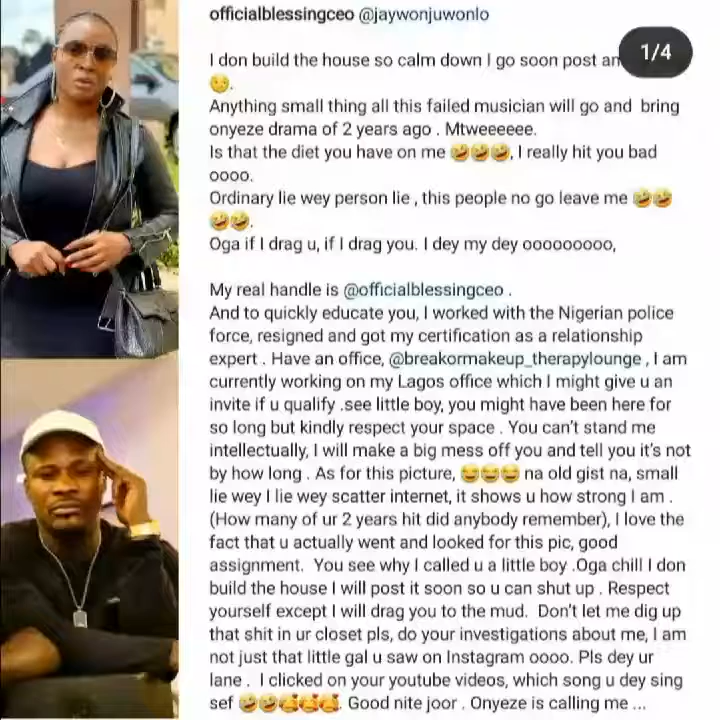 officialblessingceo @jaywonjuwonlo
1/4
I don build the house so calm down I go soon post an
🤨.
Anything small thing all this failed musician will go and bring
onyeze drama of 2 years ago . Mtweeeeee.
Is that the diet you have on me 🤣🤣🤣, I really hit you bad
oooo.
Ordinary lie wey person lie , this people no go leave me 🤣🤣
🤣🤣.
Oga if I drag u, if I drag you. I dey my dey ooooooooo,
My real handle is @officialblessingceo .
And to quickly educate you, I worked with the Nigerian police
force, resigned and got my certification as a relationship
expert . Have an office, @breakormakeup_therapylounge , I am
currently working on my Lagos office which I might give u an
invite if u qualify .see little boy, you might have been here for
so long but kindly respect your space . You can't stand me
intellectually, I will make a big mess off you and tell you it's not
by how long . As for this picture, 😂😂😂 na old gist na, small
lie wey I lie wey scatter internet, it shows u how strong I am .
(How many of ur 2 years hit did anybody remember), I love the
fact that u actually went and looked for this pic, good
assignment.  You see why I called u a little boy .Oga chill I don
build the house I will post it soon so u can shut up . Respect
yourself except I will drag you to the mud.  Don't let me dig up
that shit in ur closet pls, do your investigations about me, I am
not just that little gal u saw on Instagram oooo. Pls dey ur
lane .  I clicked on your youtube videos, which song u dey sing
sef 🤣🤣🥰🥰🥰. Good nite joor . Onyeze is calling me ...